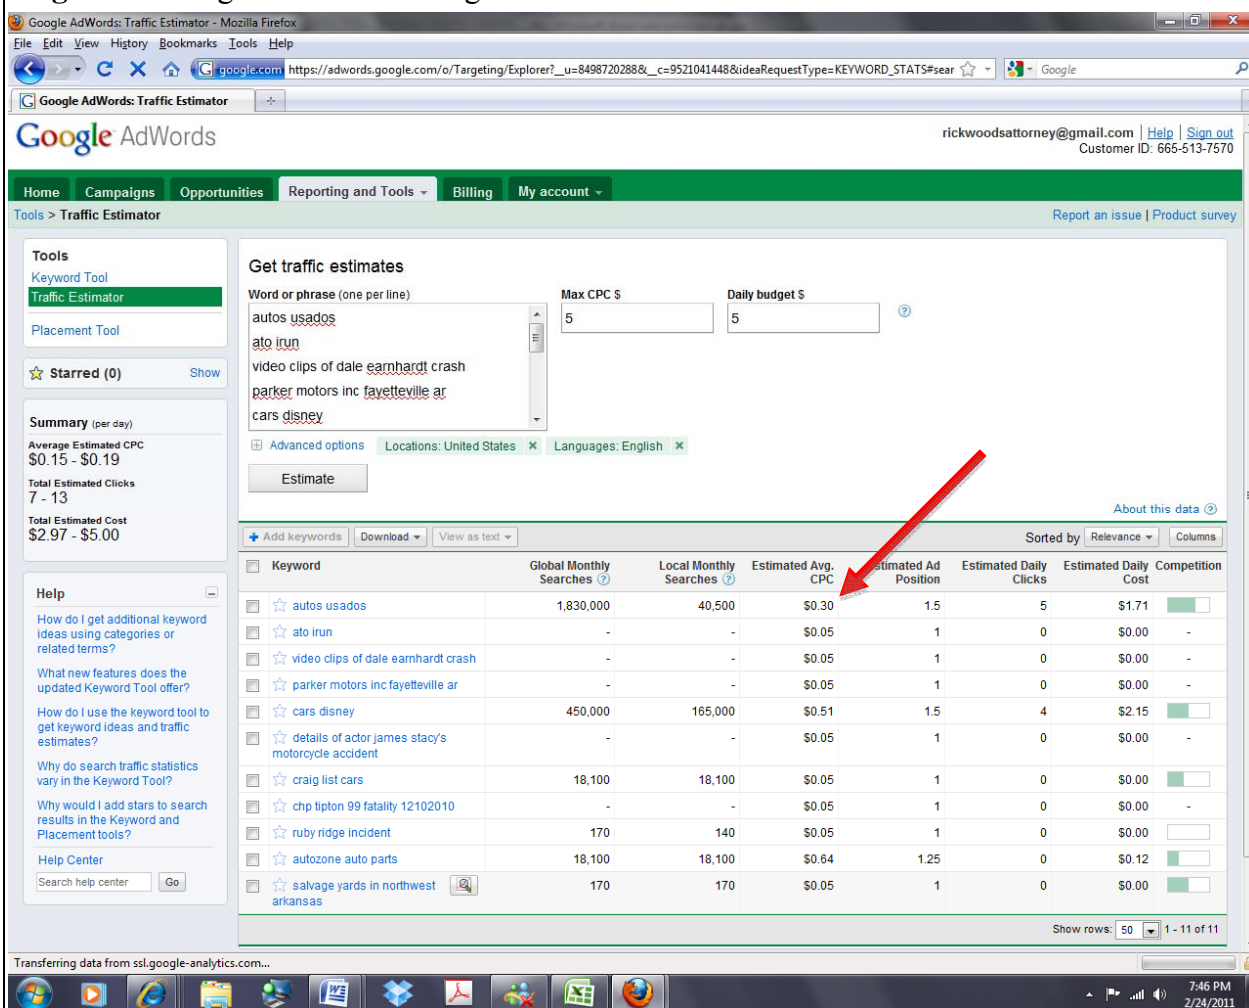 Google AdWords: Traffic Estimator - Mozilla Firefox
File Edit View History Bookmarks Tools Help
google.com https://adwords.google.com/o/Targeting/Explorer?__u=8498720288&__c=9521041448&ideaRequestType=KEYWORD_STATS#sear Google
Google AdWords: Traffic Estimator
Google AdWords
rickwoodsattorney@gmail.com | Help | Sign out
Customer ID: 665-513-7570
Home Campaigns Opportunities Reporting and Tools Billing My account
Tools > Traffic Estimator Report an issue | Product survey
Tools
Keyword Tool
Traffic Estimator
Placement Tool
Starred (0) Show
Summary (per day)
Average Estimated CPC
$0.15 - $0.19
Total Estimated Clicks
7 - 13
Total Estimated Cost
$2.97 - $5.00
Help
How do I get additional keyword
ideas using categories or
related terms?
What new features does the
updated Keyword Tool offer?
How do I use the keyword tool to
get keyword ideas and traffic
estimates?
Why do search traffic statistics
vary in the Keyword Tool?
Why would I add stars to search
results in the Keyword and
Placement tools?
Help Center
Search help center Go
Get traffic estimates
Word or phrase (one per line) Max CPC $ Daily budget $
autos usados 5 5
ato irun
video clips of dale earnhardt crash
parker motors inc fayetteville ar
cars disney
Advanced options Locations: United States × Languages: English ×
Estimate
About this data
Add keywords Download View as text Sorted by Relevance Columns
Keyword Global Monthly Local Monthly Estimated Avg. Estimated Ad Estimated Daily Estimated Daily Competition
Searches Searches CPC Position Clicks Cost
autos usados 1,830,000 40,500 $0.30 1.5 5 $1.71
ato irun - - $0.05 1 0 $0.00 -
video clips of dale earnhardt crash - - $0.05 1 0 $0.00 -
parker motors inc fayetteville ar - - $0.05 1 0 $0.00 -
cars disney 450,000 165,000 $0.51 1.5 4 $2.15
details of actor james stacy's - - $0.05 1 0 $0.00 -
motorcycle accident
craig list cars 18,100 18,100 $0.05 1 0 $0.00
chp tipton 99 fatality 12102010 - - $0.05 1 0 $0.00 -
ruby ridge incident 170 140 $0.05 1 0 $0.00
autozone auto parts 18,100 18,100 $0.64 1.25 0 $0.12
salvage yards in northwest 170 170 $0.05 1 0 $0.00
arkansas
Show rows: 50 1 - 11 of 11
Transferring data from ssl.google-analytics.com...
7:46 PM
2/24/2011